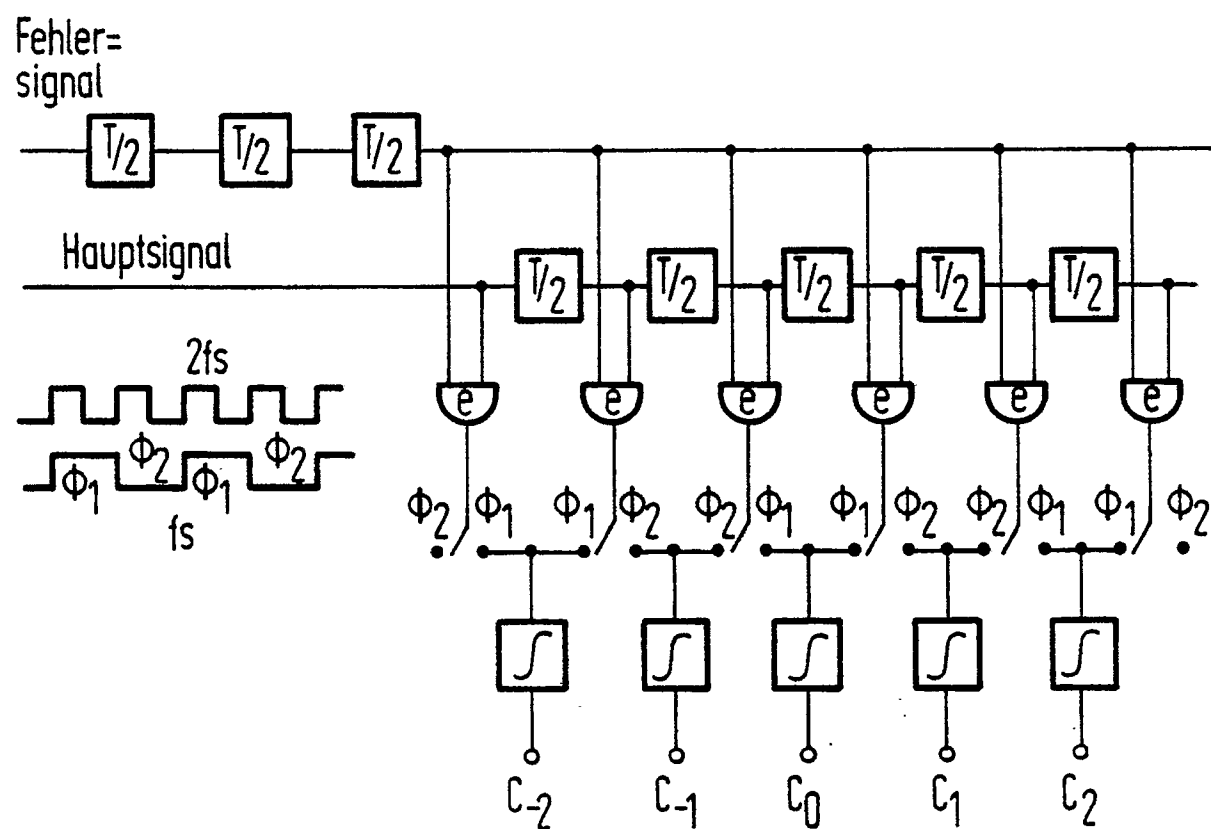 Fehler=
signal
T/2 T/2 T/2
Hauptsignal
T/2 T/2 T/2 T/2 T/2
2fs
e e e e e e
Φ2 Φ2
Φ1 Φ1
fs
Φ2 Φ1 Φ1 Φ2 Φ2 Φ1 Φ1 Φ2 Φ2 Φ1 Φ1 Φ2
∫ ∫ ∫ ∫ ∫
C-2 C-1 C0 C1 C2